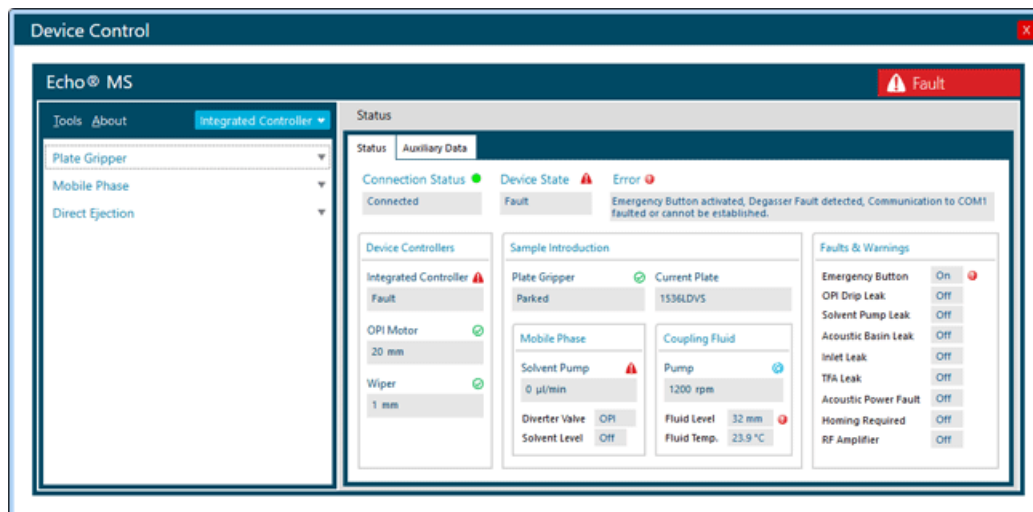 Device Control
X
Echo® MS
Fault
Tools About
Integrated Controller
Plate Gripper
Mobile Phase
Direct Ejection
Status
Status
Auxiliary Data
Connection Status
Connected
Device State
Fault
Error
Emergency Button activated, Degasser Fault detected, Communication to COM1
faulted or cannot be established.
Device Controllers
Integrated Controller
Fault
OPI Motor
20 mm
Wiper
1 mm
Sample Introduction
Plate Gripper
Parked
Current Plate
1536LDVS
Mobile Phase
Solvent Pump
0 µl/min
Diverter Valve OPI
Solvent Level Off
Coupling Fluid
Pump
1200 rpm
Fluid Level 32 mm
Fluid Temp. 23.9 °C
Faults & Warnings
Emergency Button On
OPI Drip Leak Off
Solvent Pump Leak Off
Acoustic Basin Leak Off
Inlet Leak Off
TFA Leak Off
Acoustic Power Fault Off
Homing Required Off
RF Amplifier Off